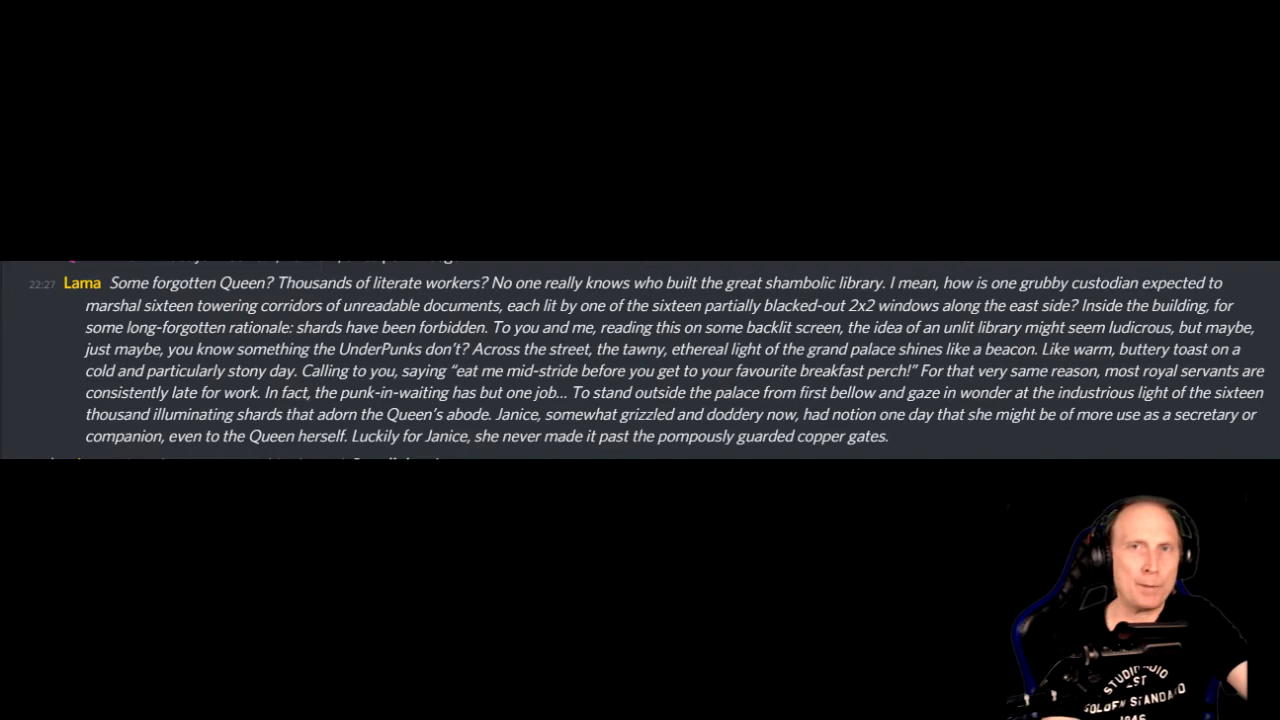 22:27 Lama Some forgotten Queen? Thousands of literate workers? No one really knows who built the great shambolic library. I mean, how is one grubby custodian expected to
marshal sixteen towering corridors of unreadable documents, each lit by one of the sixteen partially blacked-out 2x2 windows along the east side? Inside the building, for
some long-forgotten rationale: shards have been forbidden. To you and me, reading this on some backlit screen, the idea of an unlit library might seem ludicrous, but maybe,
just maybe, you know something the UnderPunks don't? Across the street, the tawny, ethereal light of the grand palace shines like a beacon. Like warm, buttery toast on a
cold and particularly stony day. Calling to you, saying “eat me mid-stride before you get to your favourite breakfast perch!” For that very same reason, most royal servants are
consistently late for work. In fact, the punk-in-waiting has but one job... To stand outside the palace from first bellow and gaze in wonder at the industrious light of the sixteen
thousand illuminating shards that adorn the Queen's abode. Janice, somewhat grizzled and doddery now, had notion one day that she might be of more use as a secretary or
companion, even to the Queen herself. Luckily for Janice, she never made it past the pompously guarded copper gates.
EST
GOLDEN STANDARD
1946